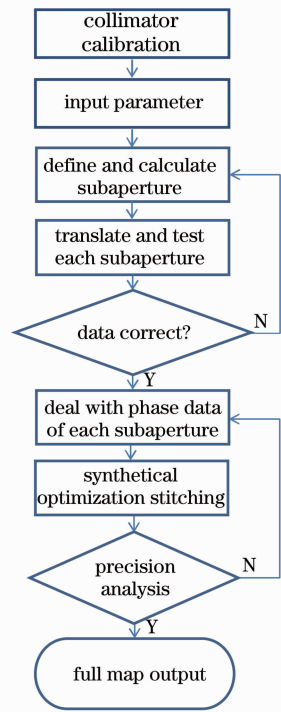 collimator
calibration
input parameter
define and calculate
subaperture
translate and test
each subaperture
data correct?
N
Y
deal with phase data
of each subaperture
synthetical
optimization stitching
precision
analysis
N
Y
full map output